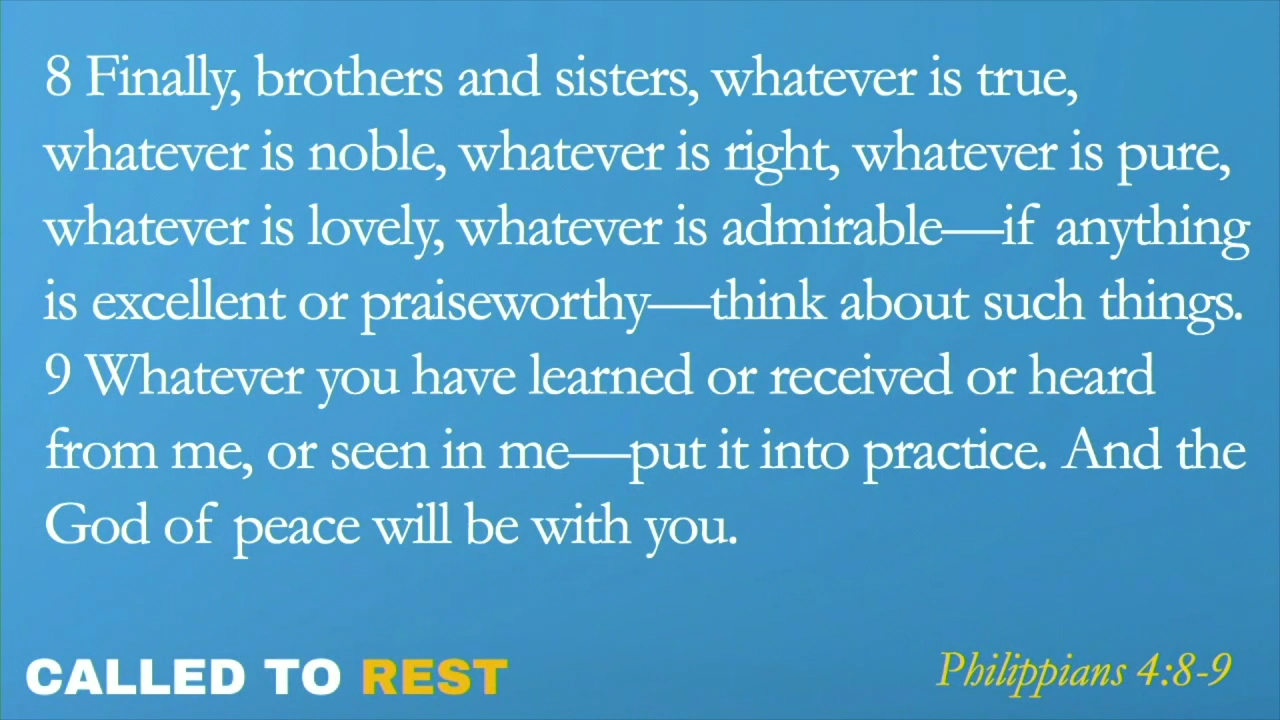 8 Finally, brothers and sisters, whatever is true,
whatever is noble, whatever is right, whatever is pure,
whatever is lovely, whatever is admirable—if anything
is excellent or praiseworthy—think about such things.
9 Whatever you have learned or received or heard
from me, or seen in me—put it into practice. And the
God of peace will be with you.
CALLED TO REST
Philippians 4:8-9